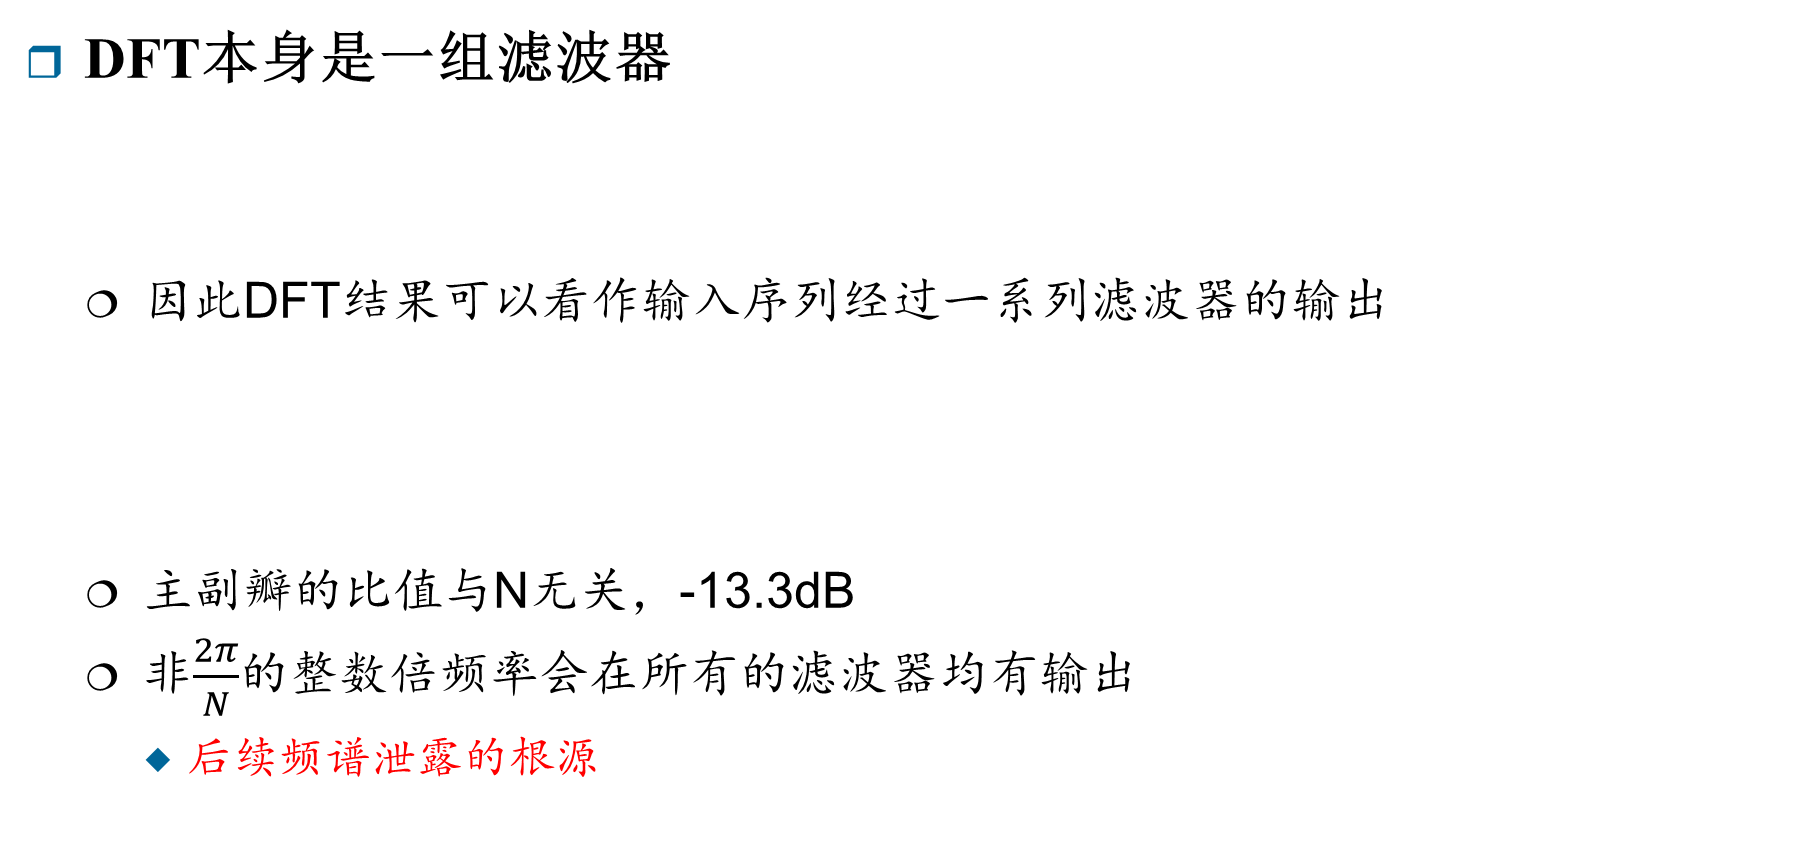 DFT本身是一组滤波器
因此DFT结果可以看作输入序列经过一系列滤波器的输出
主副瓣的比值与N无关，-13.3dB
非$\frac{2\pi}{N}$的整数倍频率会在所有的滤波器均有输出
后续频谱泄露的根源